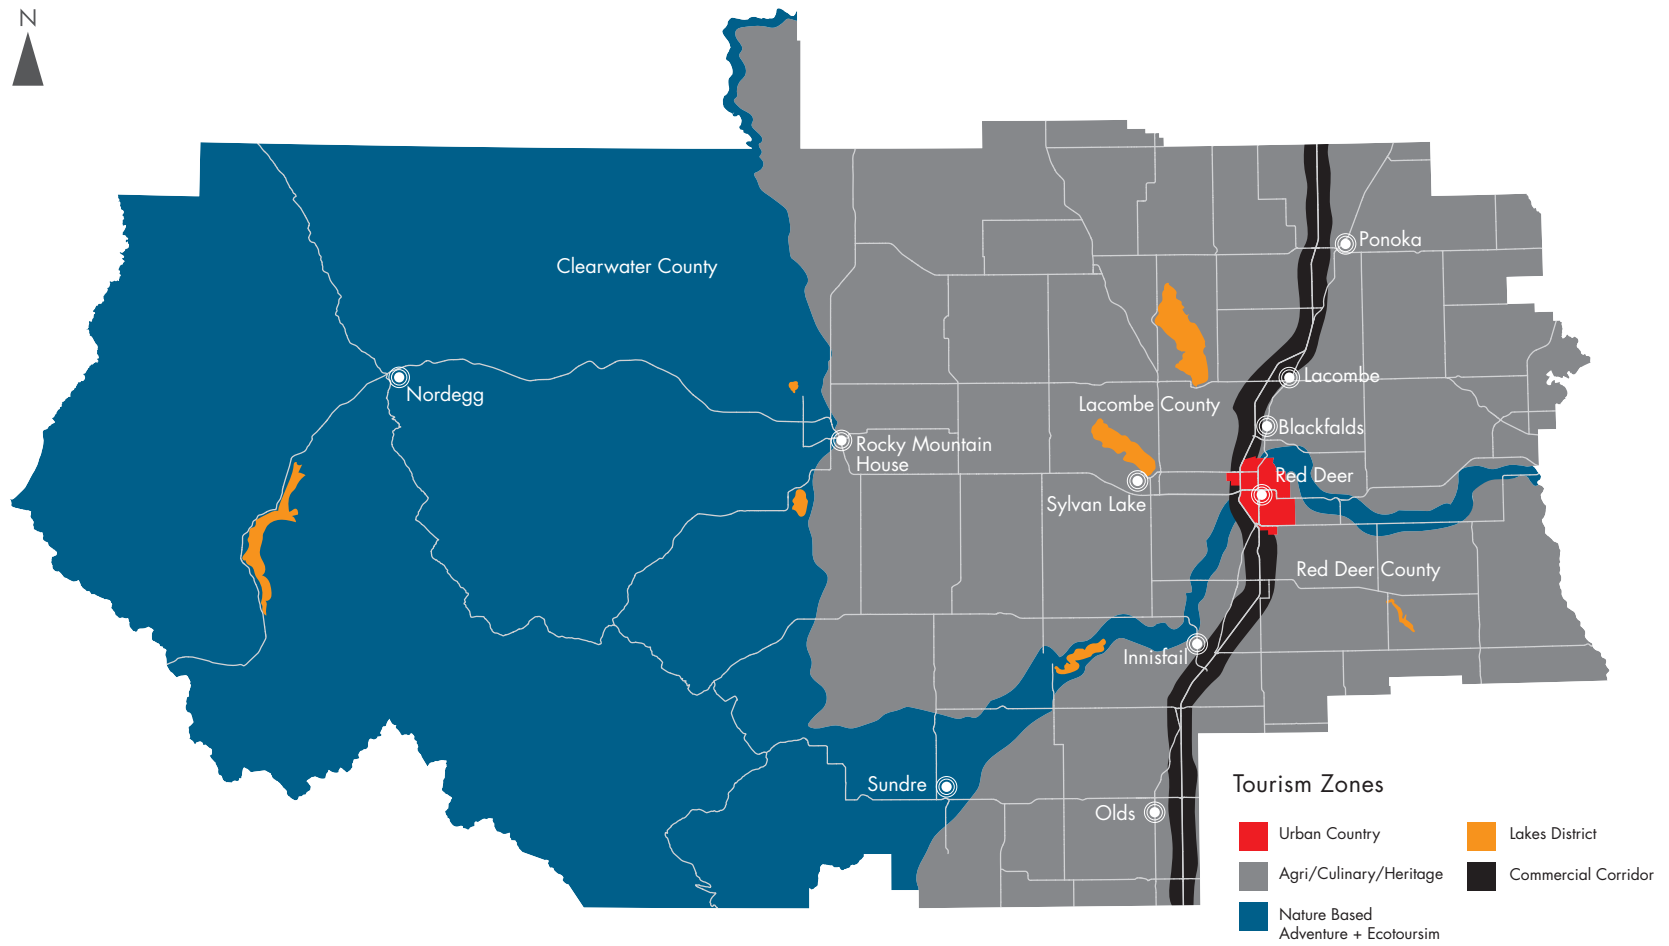 N
Ponoka
Clearwater County
Lacombe
Nordegg
Lacombe County
Blackfalds
Rocky Mountain
House
Red Deer
Sylvan Lake
Red Deer County
Innisfail
Sundre
Olds
Tourism Zones
Urban Country
Lakes District
Agri/Culinary/Heritage
Commercial Corridor
Nature Based
Adventure + Ecotoursim